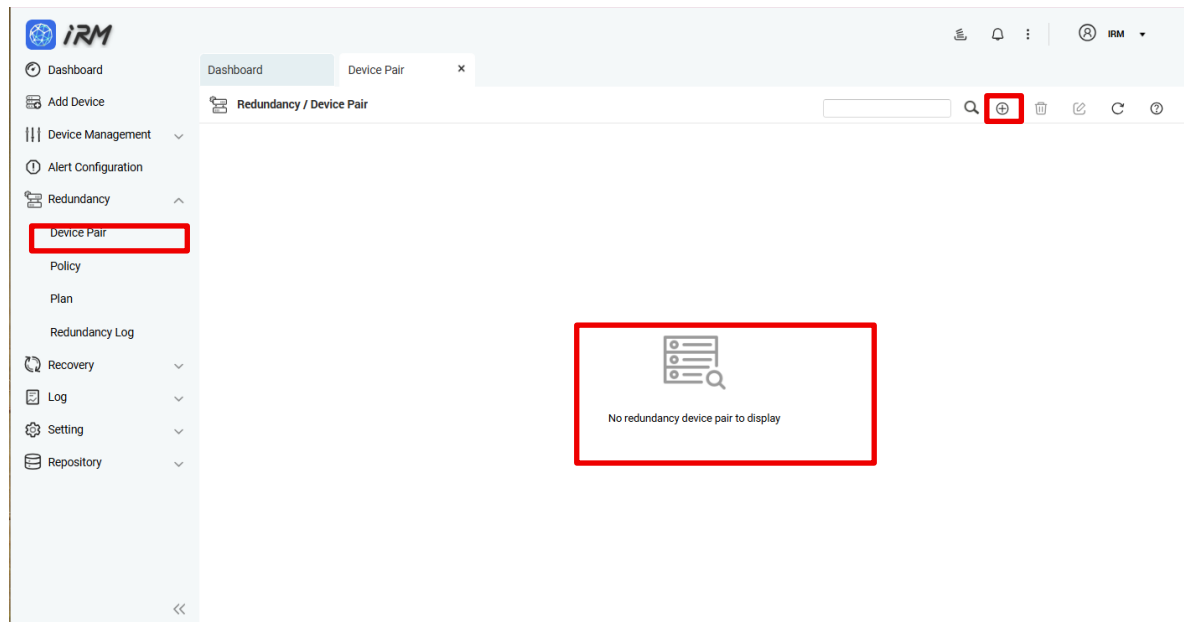 iRM
IRM
Dashboard
Add Device
Device Management
Alert Configuration
Redundancy
Device Pair
Policy
Plan
Redundancy Log
Recovery
Log
Setting
Repository
Dashboard
Device Pair
Redundancy / Device Pair
No redundancy device pair to display